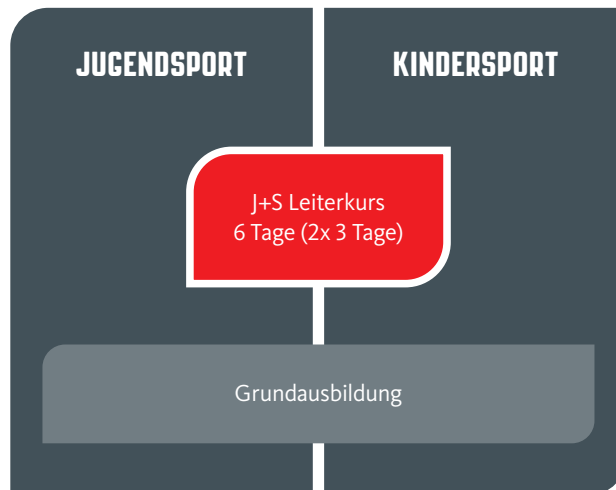 JUGENDSPORT
KINDERSPORT
J+S Leiterkurs
6 Tage (2x 3 Tage)
Grundausbildung